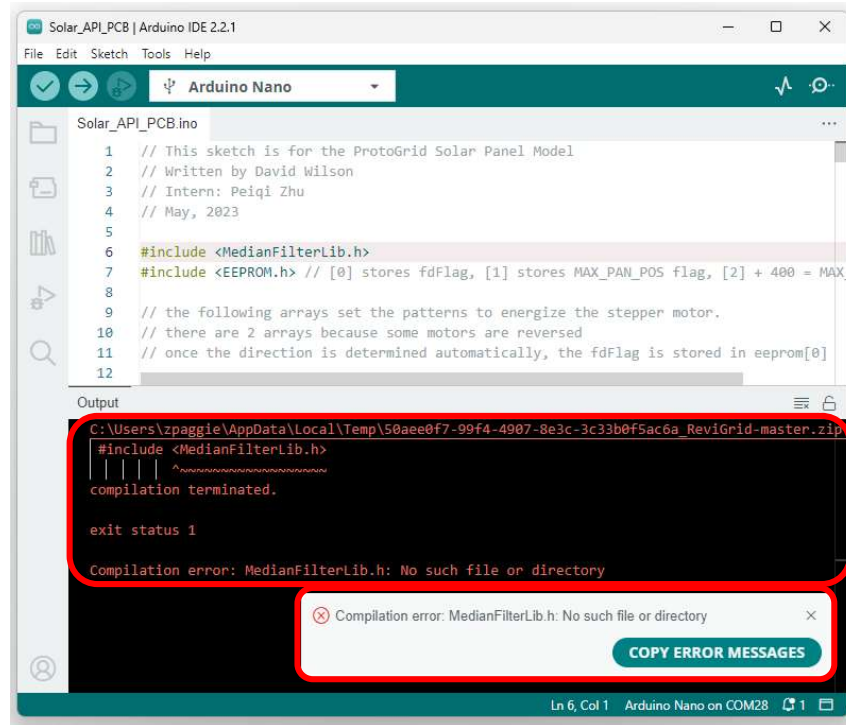 Solar_API_PCB | Arduino IDE 2.2.1
File Edit Sketch Tools Help
Arduino Nano
Solar_API_PCB.ino
1 // This sketch is for the ProtoGrid Solar Panel Model
2 // Written by David Wilson
3 // Intern: Peiqi Zhu
4 // May, 2023
5
6 #include <MedianFilterLib.h>
7 #include <EEPROM.h> // [0] stores fdFlag, [1] stores MAX_PAN_POS flag, [2] + 400 = MAX_
8
9 // the following arrays set the patterns to energize the stepper motor.
10 // there are 2 arrays because some motors are reversed
11 // once the direction is determined automatically, the fdFlag is stored in eeprom[0]
12
Output
C:\Users\zpaggie\AppData\Local\Temp\50aee0f7-99f4-4907-8e3c-3c33b0f5ac6a_ReviGrid-master.zip
#include <MedianFilterLib.h>
^~~~~~~~~~~~~~~~~~~
compilation terminated.
exit status 1
Compilation error: MedianFilterLib.h: No such file or directory
Compilation error: MedianFilterLib.h: No such file or directory
COPY ERROR MESSAGES
Ln 6, Col 1 Arduino Nano on COM28 1